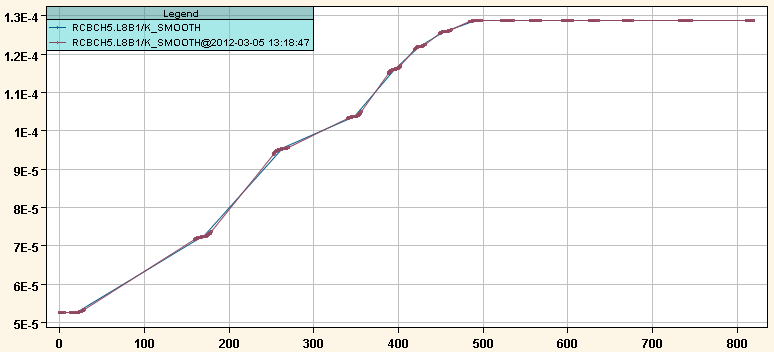 Legend
RCBCH5.L8B1/K_SMOOTH
RCBCH5.L8B1/K_SMOOTH@2012-03-05 13:18:47
1.3E-4
1.2E-4
1.1E-4
1E-4
9E-5
8E-5
7E-5
6E-5
5E-5
0 100 200 300 400 500 600 700 800